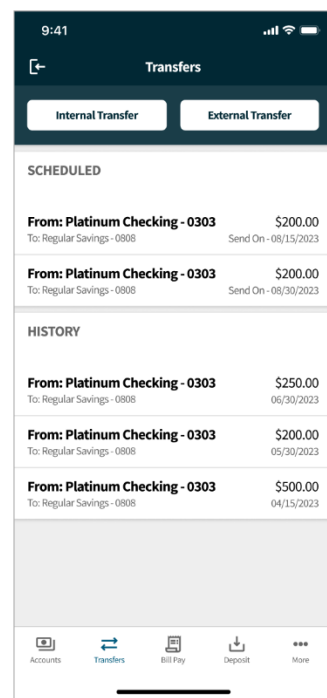 9:41
Transfers
Internal Transfer
External Transfer
SCHEDULED
From: Platinum Checking - 0303 $200.00
To: Regular Savings - 0808 Send On - 08/15/2023
From: Platinum Checking - 0303 $200.00
To: Regular Savings - 0808 Send On - 08/30/2023
HISTORY
From: Platinum Checking - 0303 $250.00
To: Regular Savings - 0808 06/30/2023
From: Platinum Checking - 0303 $200.00
To: Regular Savings - 0808 05/30/2023
From: Platinum Checking - 0303 $500.00
To: Regular Savings - 0808 04/15/2023
Accounts Transfers Bill Pay Deposit More